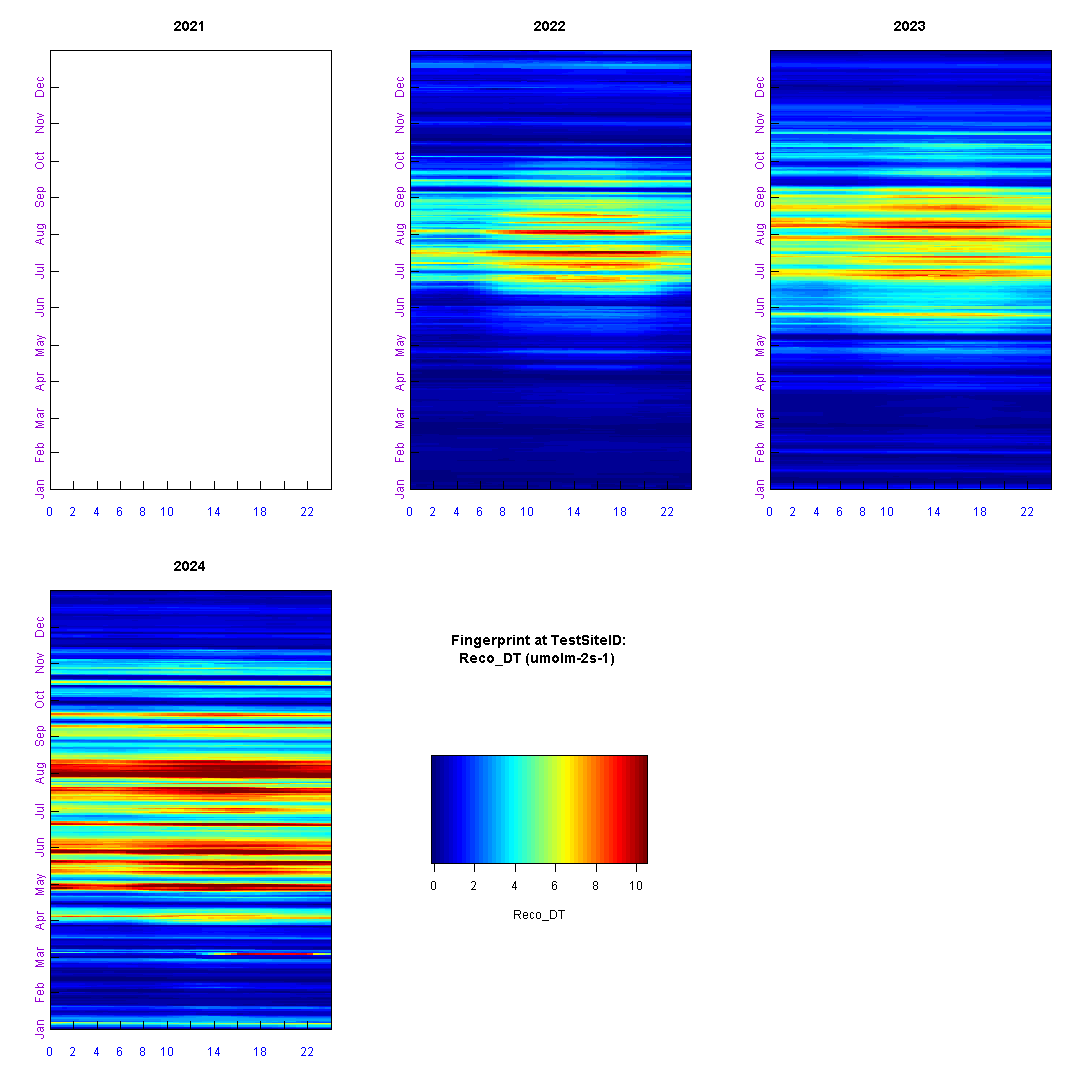 2021
2022
2023
Jan Feb Mar Apr May Jun Jul Aug Sep Oct Nov Dec
0 2 4 6 8 10 14 18 22
Jan Feb Mar Apr May Jun Jul Aug Sep Oct Nov Dec
0 2 4 6 8 10 14 18 22
Jan Feb Mar Apr May Jun Jul Aug Sep Oct Nov Dec
0 2 4 6 8 10 14 18 22
2024
Jan Feb Mar Apr May Jun Jul Aug Sep Oct Nov Dec
0 2 4 6 8 10 14 18 22
Fingerprint at TestSiteID:
Reco_DT (umolm-2s-1)
0 2 4 6 8 10
Reco_DT